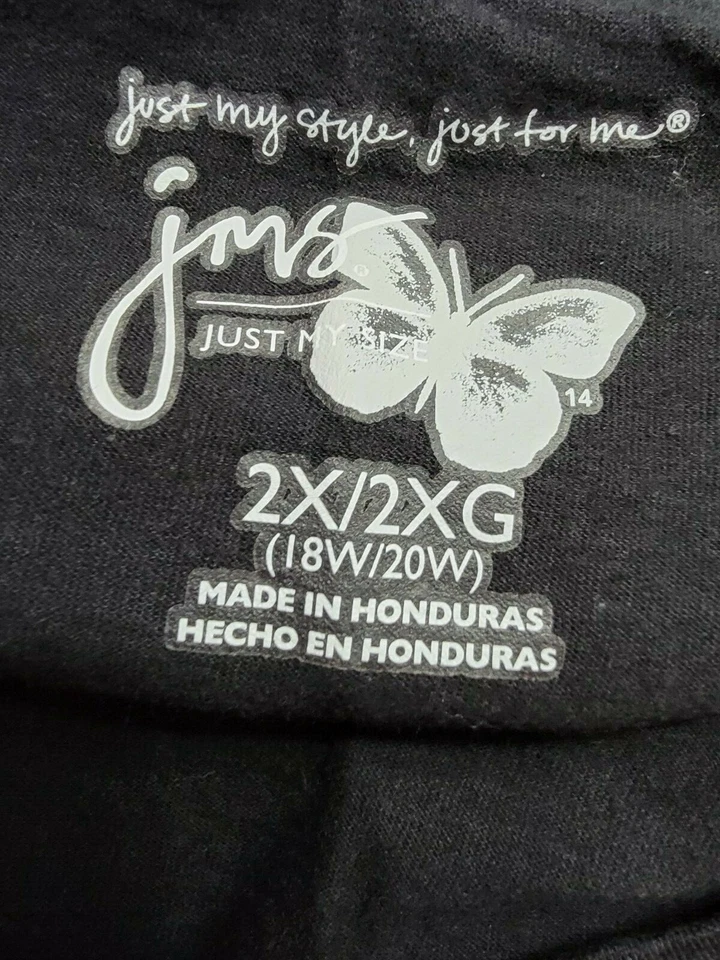 just my style, just for me®
jms®
JUST MY SIZE
14
2X/2XG
(18W/20W)
MADE IN HONDURAS
HECHO EN HONDURAS